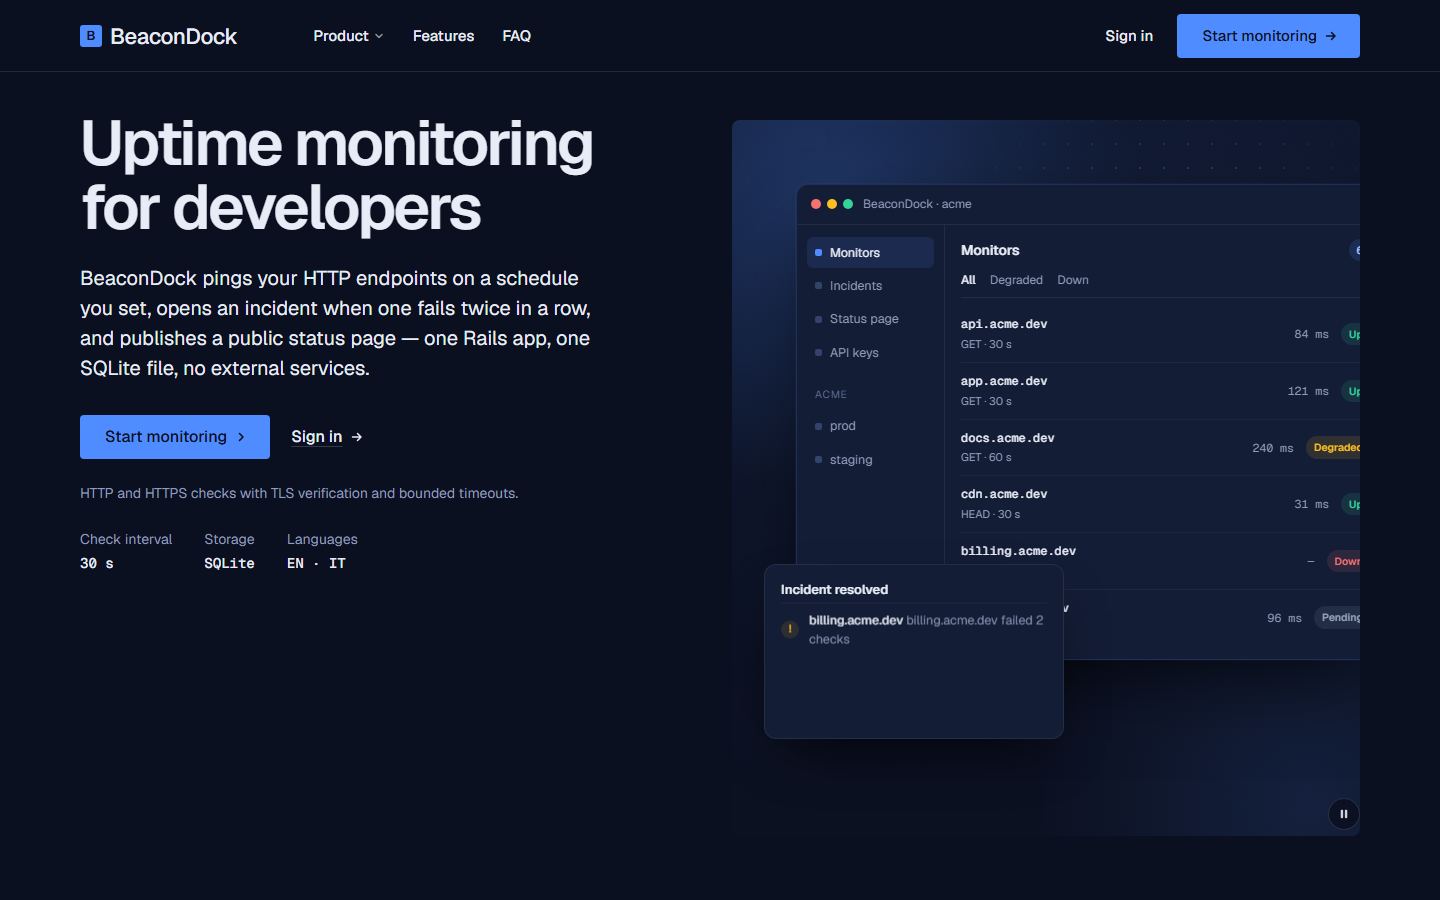 B BeaconDock
Product
Features
FAQ
Sign in
Start monitoring →
Uptime monitoring
for developers
BeaconDock pings your HTTP endpoints on a schedule
you set, opens an incident when one fails twice in a row,
and publishes a public status page — one Rails app, one
SQLite file, no external services.
Start monitoring ›
Sign in →
HTTP and HTTPS checks with TLS verification and bounded timeouts.
Check interval
30 s
Storage
SQLite
Languages
EN · IT
BeaconDock · acme
Monitors
Incidents
Status page
API keys
ACME
prod
staging
Monitors
All Degraded Down
api.acme.dev
GET · 30 s
84 ms Up
app.acme.dev
GET · 30 s
121 ms Up
docs.acme.dev
GET · 60 s
240 ms Degraded
cdn.acme.dev
HEAD · 30 s
31 ms Up
billing.acme.dev
— Down
96 ms Pending
Incident resolved
! billing.acme.dev billing.acme.dev failed 2
checks